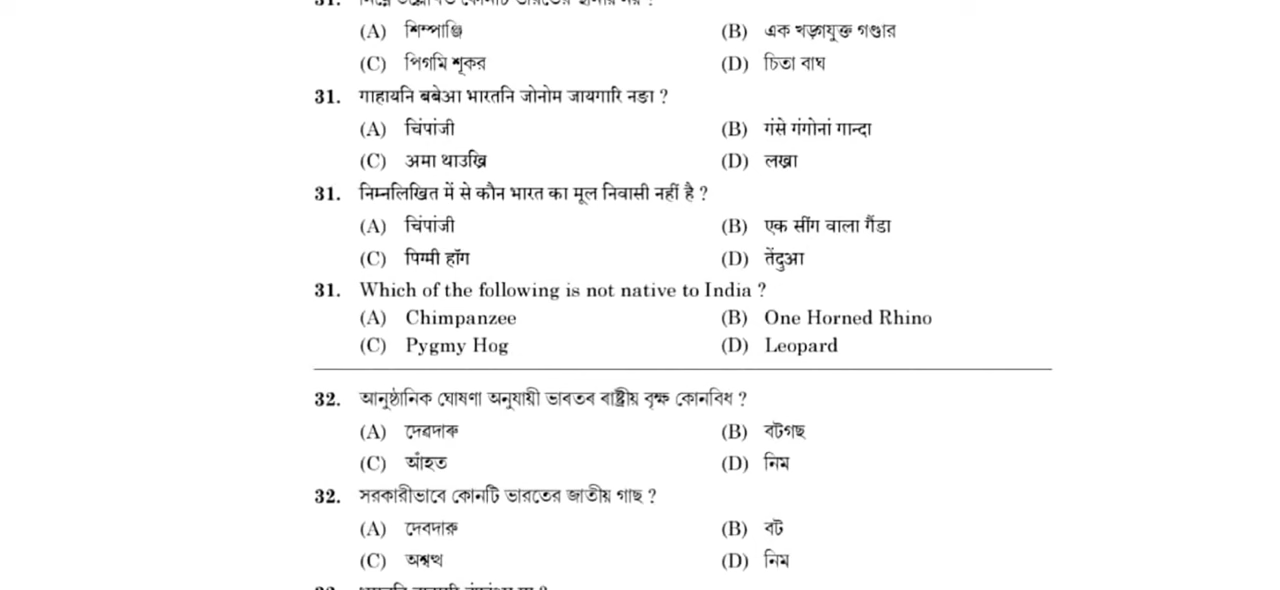 (A) শিম্পাঞ্জি (B) এক খড়্গযুক্ত গণ্ডার
(C) পিগমি শূকর (D) চিতা বাঘ
31. गाहायनि बबेआ भारतनि जोनोम जायगारि नङा ?
(A) चिंपांजी (B) गंसे गंगोनां गान्दा
(C) अमा थाउख्रि (D) लख्रा
31. निम्नलिखित में से कौन भारत का मूल निवासी नहीं है ?
(A) चिंपांजी (B) एक सींग वाला गैंडा
(C) पिग्मी हॉग (D) तेंदुआ
31. Which of the following is not native to India ?
(A) Chimpanzee (B) One Horned Rhino
(C) Pygmy Hog (D) Leopard
32. আনুষ্ঠানিক ঘোষণা অনুযায়ী ভাৰতৰ ৰাষ্ট্ৰীয় বৃক্ষ কোনবিধ ?
(A) দেৱদাৰু (B) বটগছ
(C) আঁহত (D) নিম
32. সরকারীভাবে কোনটি ভারতের জাতীয় গাছ ?
(A) দেবদারু (B) বট
(C) অশ্বত্থ (D) নিম